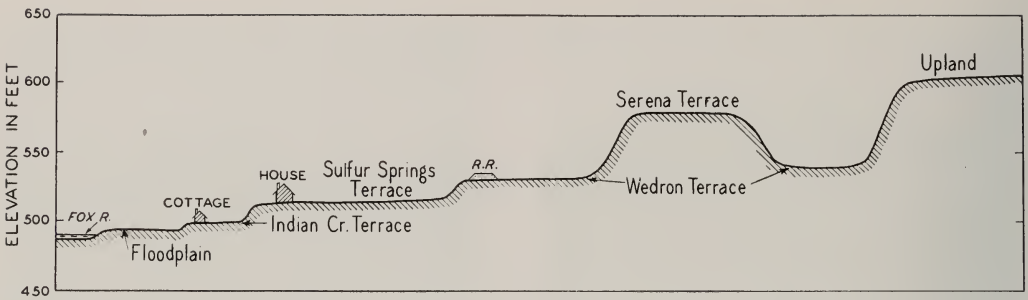 ELEVATION IN FEET
650
600
550
500
450
FOX R.
Floodplain
COTTAGE
Indian Cr. Terrace
HOUSE
Sulfur Springs
Terrace
R.R.
Serena Terrace
Wedron Terrace
Upland